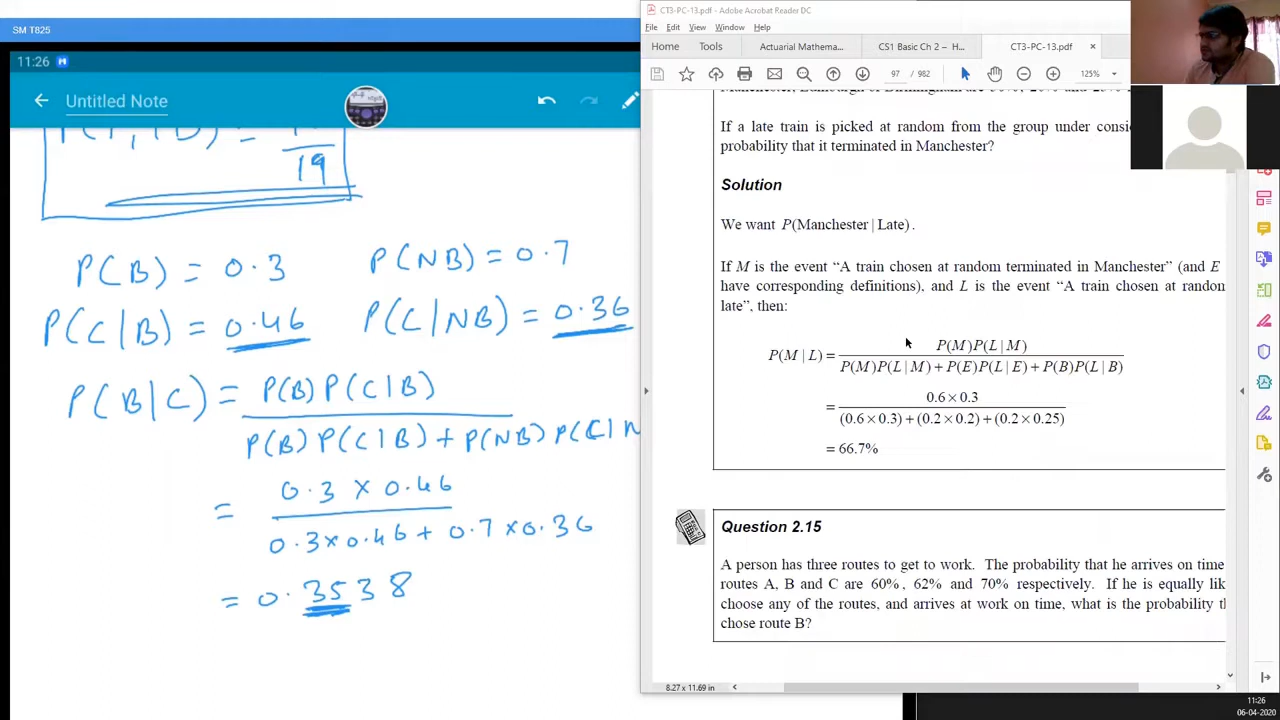 SM T825
11:26
Untitled Note
19
P(B) = 0.3 P(NB) = 0.7
P(C|B) = 0.46 P(C|NB) = 0.36
P(B|C) = P(B) P(C|B)
P(B) P(C|B) + P(NB) P(C|N
= 0.3 x 0.46
0.3x0.46 + 0.7 x0.36
= 0.3538
CT3-PC-13.pdf - Adobe Acrobat Reader DC
File Edit View Window Help
Home Tools Actuarial Mathema... CS1 Basic Ch 2 – H... CT3-PC-13.pdf ×
97 / 982 125%
If a late train is picked at random from the group under consi
probability that it terminated in Manchester?
Solution
We want P(Manchester | Late).
If M is the event “A train chosen at random terminated in Manchester” (and E
have corresponding definitions), and L is the event “A train chosen at random
late”, then:
P(M | L) = P(M)P(L | M)
P(M)P(L | M) + P(E)P(L | E) + P(B)P(L | B)
= 0.6 × 0.3
(0.6 × 0.3) + (0.2 × 0.2) + (0.2 × 0.25)
= 66.7%
Question 2.15
A person has three routes to get to work. The probability that he arrives on time
routes A, B and C are 60%, 62% and 70% respectively. If he is equally lik
choose any of the routes, and arrives at work on time, what is the probability t
chose route B?
8.27 x 11.69 in
11:26
06-04-2020